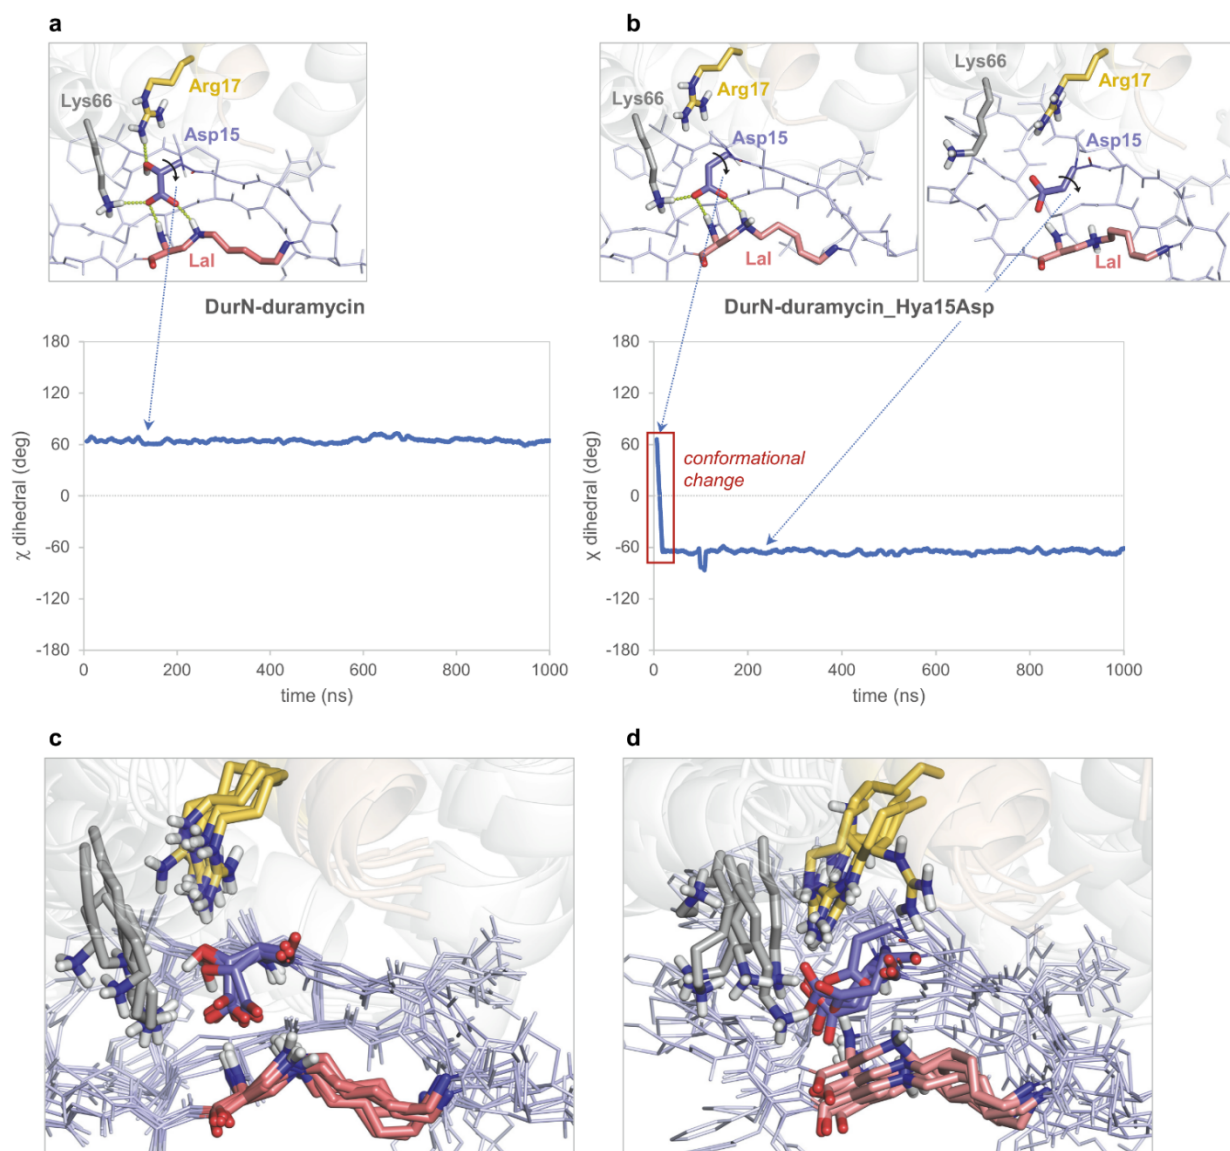 a
b
Arg17
Lys66
Asp15
Lal
Arg17
Lys66
Asp15
Lal
Lys66
Arg17
Asp15
Lal
DurN-duramycin
DurN-duramycin_Hya15Asp
180
120
60
0
-60
-120
-180
χ dihedral (deg)
0 200 400 600 800 1000
time (ns)
180
120
60
0
-60
-120
-180
χ dihedral (deg)
conformational
change
0 200 400 600 800 1000
time (ns)
c
d